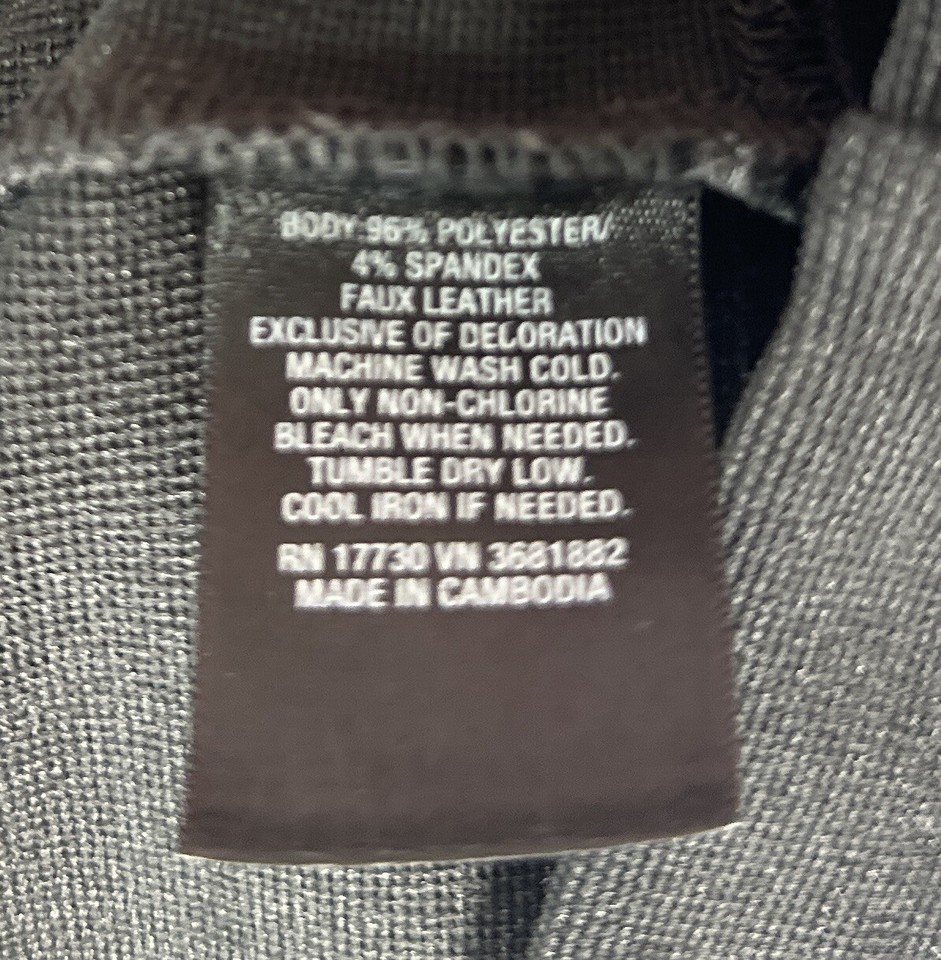 BODY:96% POLYESTER/
4% SPANDEX
FAUX LEATHER
EXCLUSIVE OF DECORATION
MACHINE WASH COLD.
ONLY NON-CHLORINE
BLEACH WHEN NEEDED.
TUMBLE DRY LOW.
COOL IRON IF NEEDED.
RN 17730 VN 3681882
MADE IN CAMBODIA